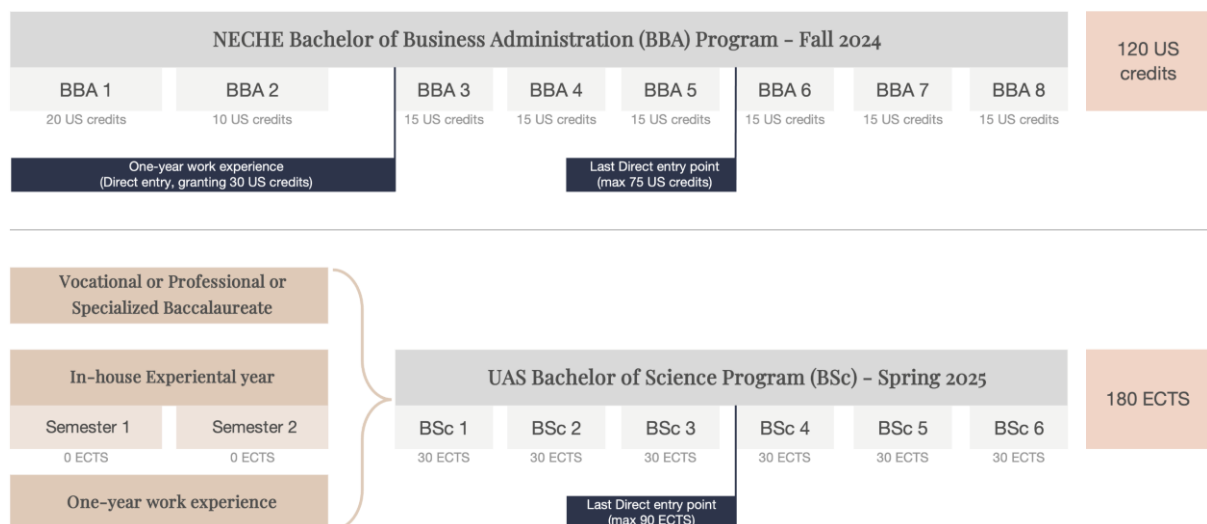 NECHE Bachelor of Business Administration (BBA) Program - Fall 2024
120 US
credits
BBA 1
BBA 2
BBA 3
BBA 4
BBA 5
BBA 6
BBA 7
BBA 8
20 US credits
10 US credits
15 US credits
15 US credits
15 US credits
15 US credits
15 US credits
15 US credits
One-year work experience
(Direct entry, granting 30 US credits)
Last Direct entry point
(max 75 US credits)
Vocational or Professional or
Specialized Baccalaureate
In-house Experiental year
Semester 1
Semester 2
0 ECTS
0 ECTS
One-year work experience
UAS Bachelor of Science Program (BSc) - Spring 2025
180 ECTS
BSc 1
BSc 2
BSc 3
BSc 4
BSc 5
BSc 6
30 ECTS
30 ECTS
30 ECTS
30 ECTS
30 ECTS
30 ECTS
Last Direct entry point
(max 90 ECTS)